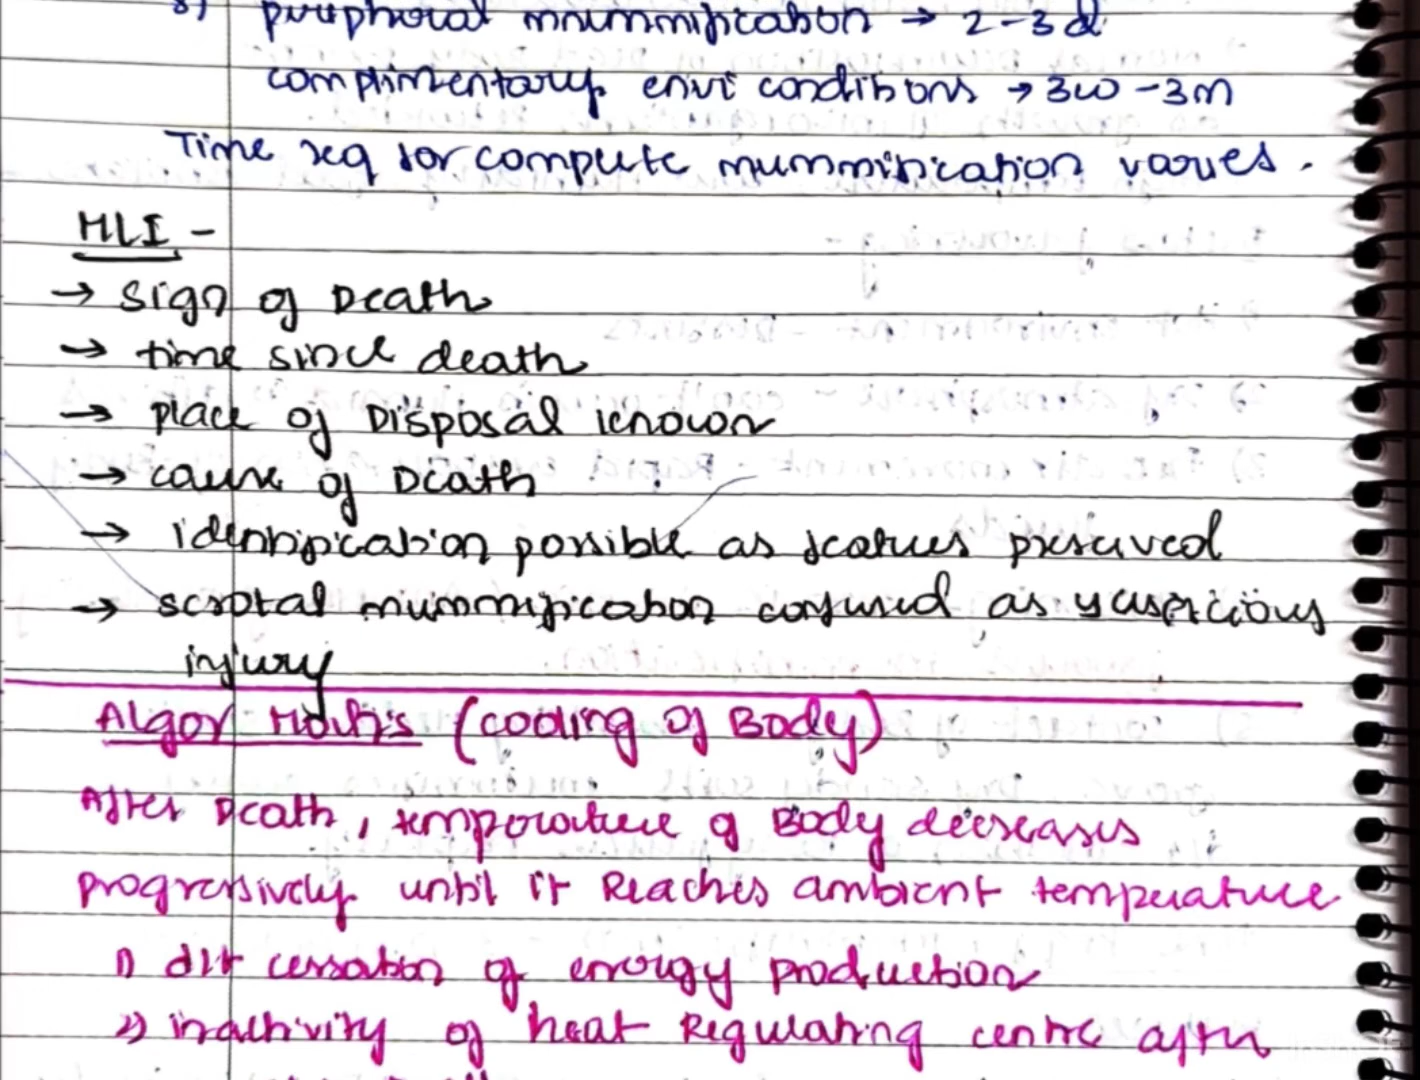 peripheral mummification → 2-3d
complimentary envi conditions → 3w-3m
Time req for complete mummification varies.
MLI -
→ Sign of Death
→ time since death
→ place of Disposal known
→ cause of Death
→ identification possible as features preserved
→ scrotal mummification confused as suspicious
injury
Algor Mortis (cooling of Body)
After Death, temperature of Body decreases
progressively until it Reaches ambient temperature
1) d/t cessation of energy production
2) inactivity of heat Regulating centre after